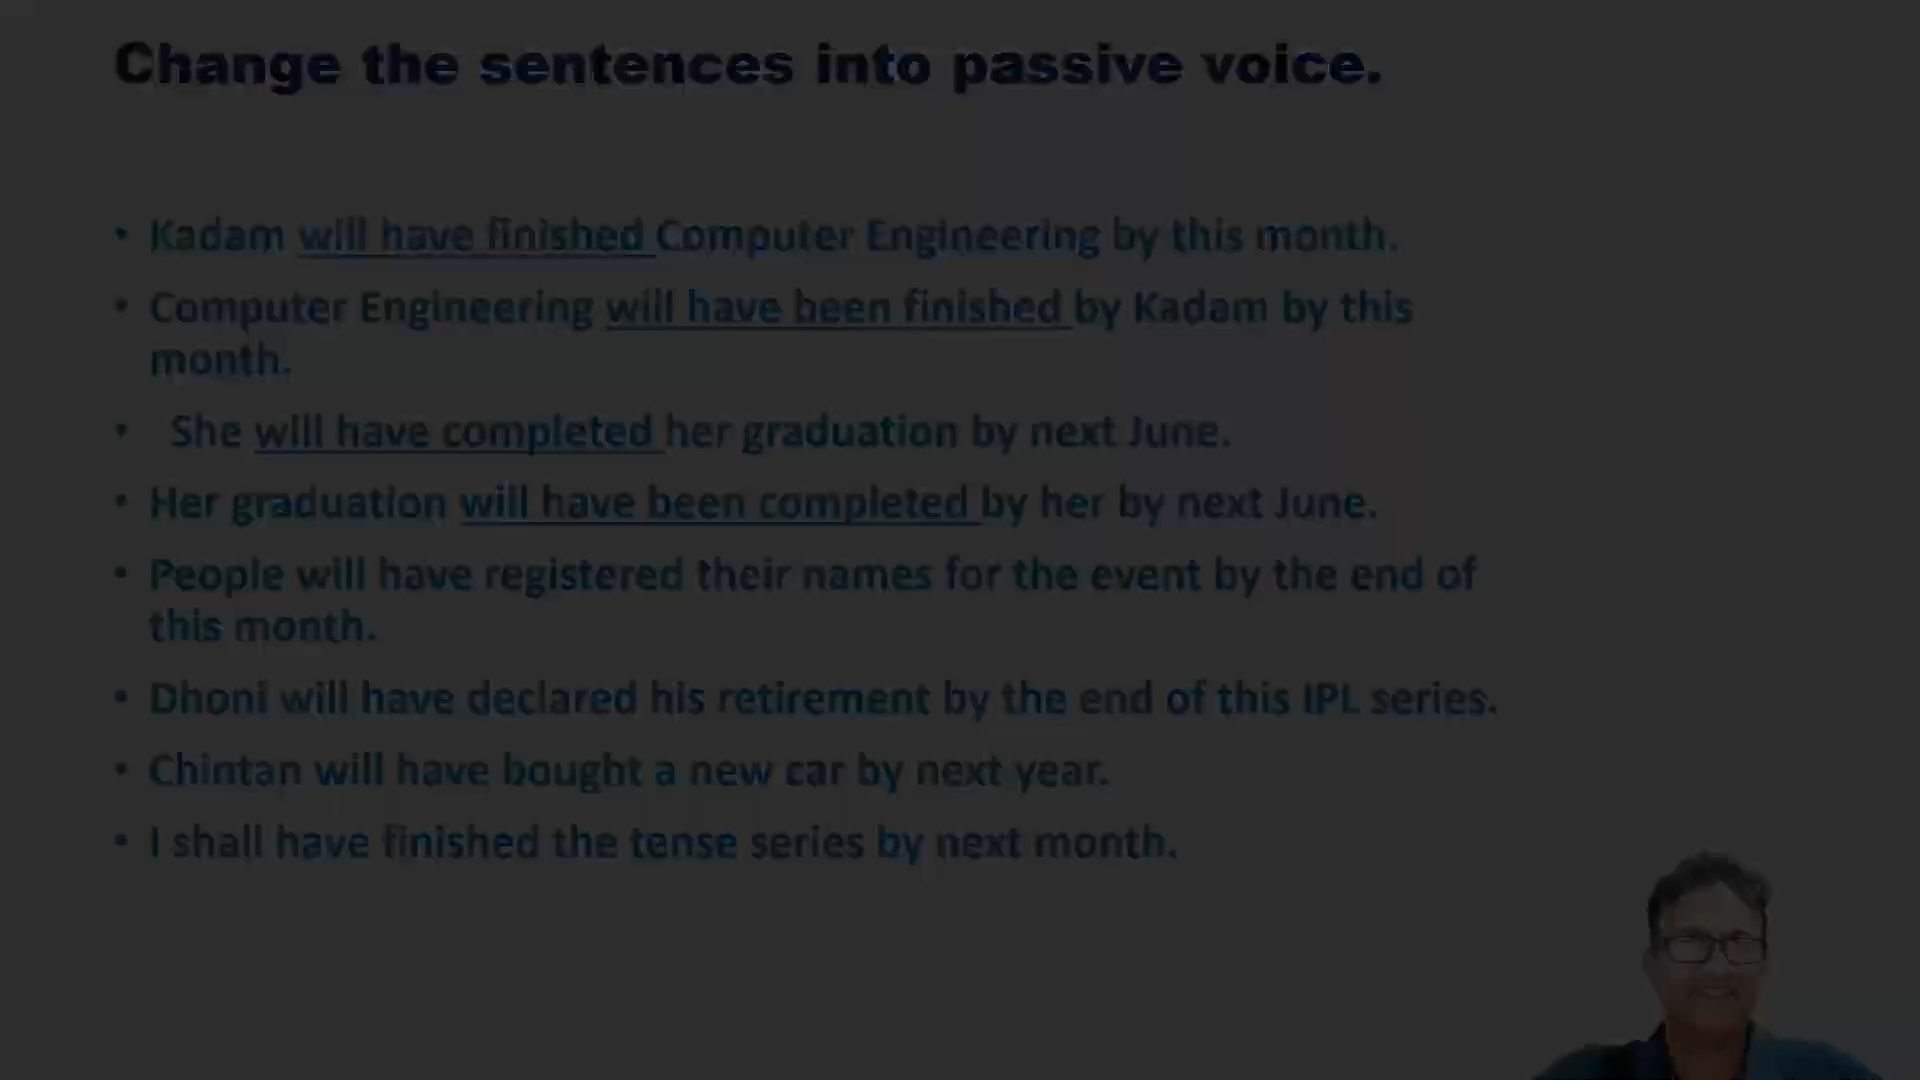 Change the sentences into passive voice.
• Kadam will have finished Computer Engineering by this month.
• Computer Engineering will have been finished by Kadam by this
month.
• She will have completed her graduation by next June.
• Her graduation will have been completed by her by next June.
• People will have registered their names for the event by the end of
this month.
• Dhoni will have declared his retirement by the end of this IPL series.
• Chintan will have bought a new car by next year.
• I shall have finished the tense series by next month.